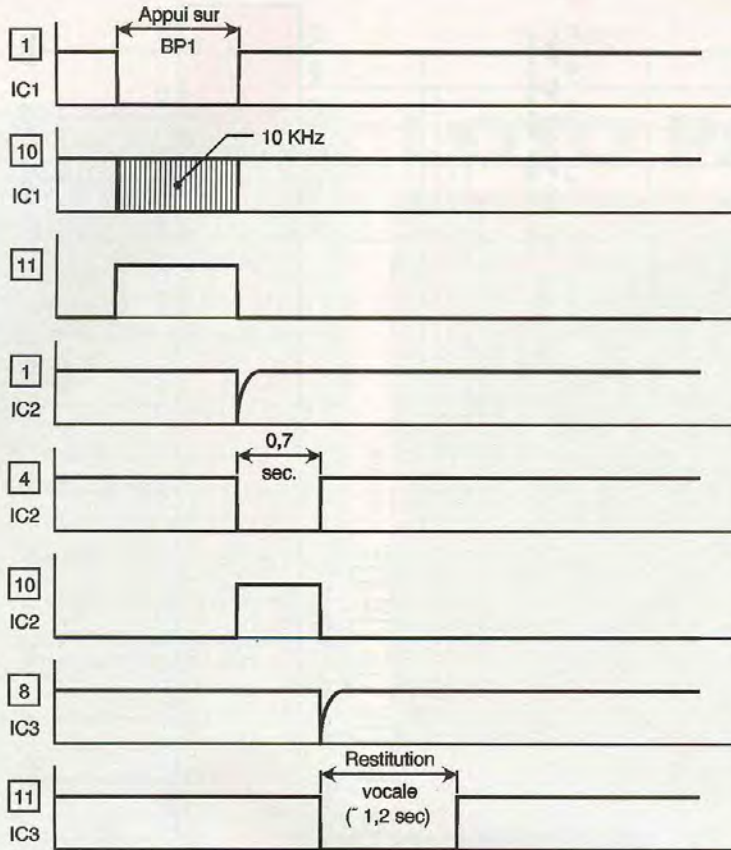 Appui sur
1
BP1
IC1
10 KHz
10
IC1
11
1
IC2
0,7
4
sec.
IC2
10
IC2
8
IC3
Restitution
11
vocale
(~ 1,2 sec)
IC3